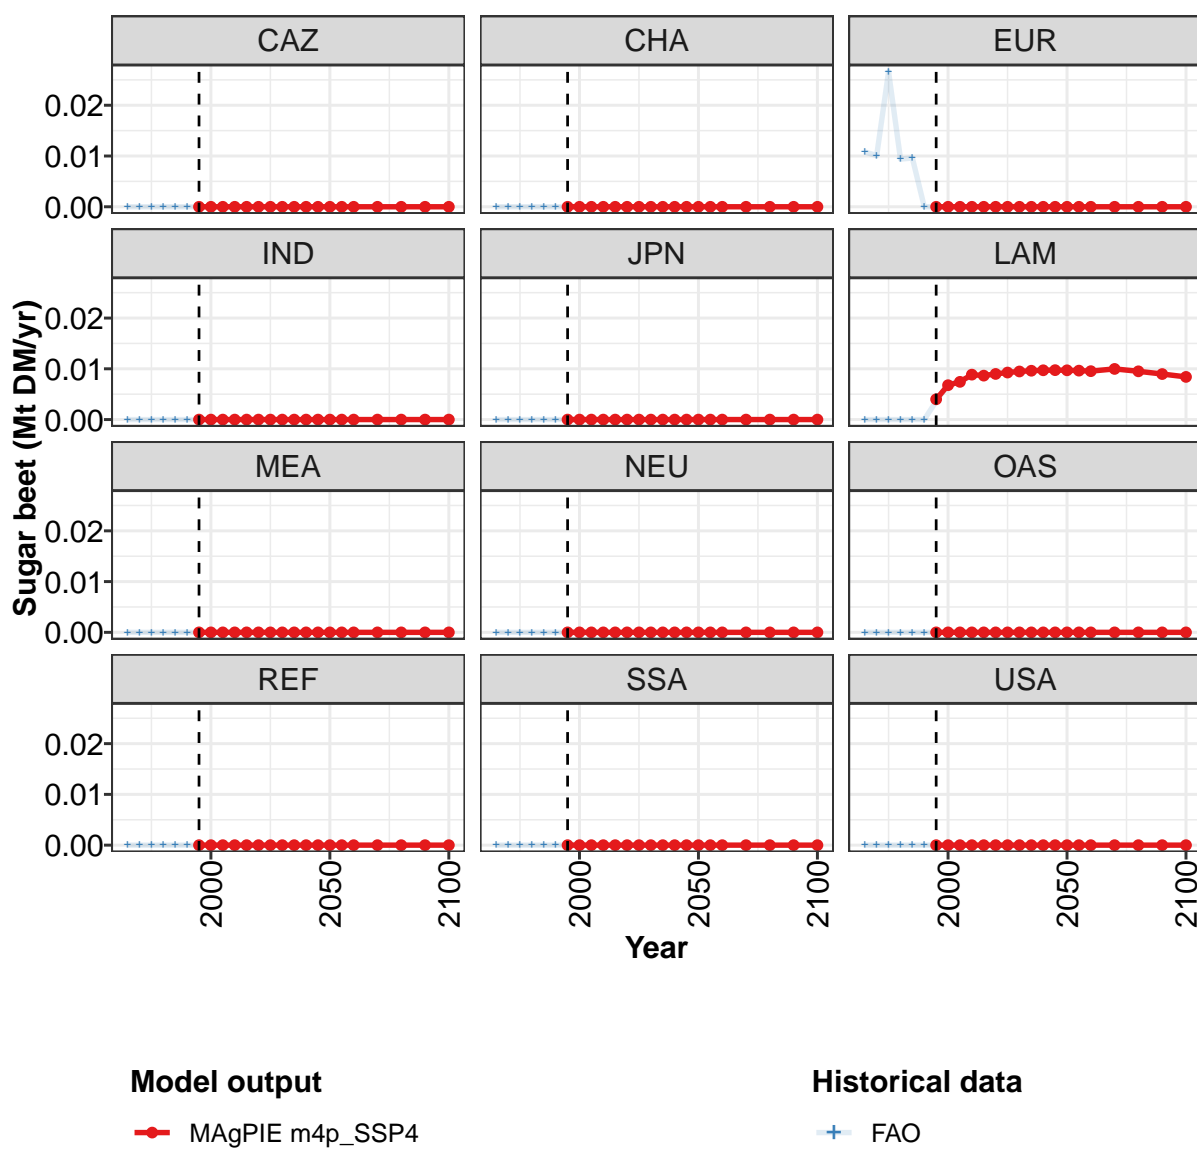 CAZ CHA EUR
0.02
0.01
0.00
IND JPN LAM
0.02
0.01
0.00
MEA NEU OAS
0.02
0.01
0.00
REF SSA USA
0.02
0.01
0.00
Sugar beet (Mt DM/yr)
2000 2050 2100 2000 2050 2100 2000 2050 2100
Year
Model output Historical data
MAgPIE m4p_SSP4 FAO